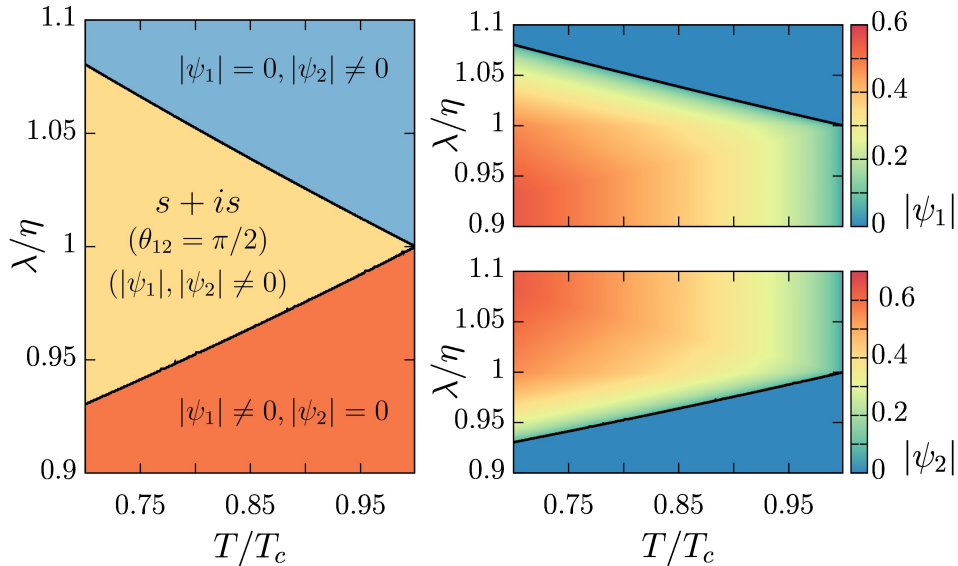 1.1
1.05
1
0.95
0.9
λ/η
|ψ₁| = 0, |ψ₂| ≠ 0
s + is
(θ₁₂ = π/2)
(|ψ₁|, |ψ₂| ≠ 0)
|ψ₁| ≠ 0, |ψ₂| = 0
0.75 0.85 0.95
T/T_c
1.1
1.05
1
0.95
0.9
λ/η
0.6
0.4
0.2
0
|ψ₁|
1.1
1.05
1
0.95
0.9
λ/η
0.6
0.4
0.2
0
|ψ₂|
0.75 0.85 0.95
T/T_c